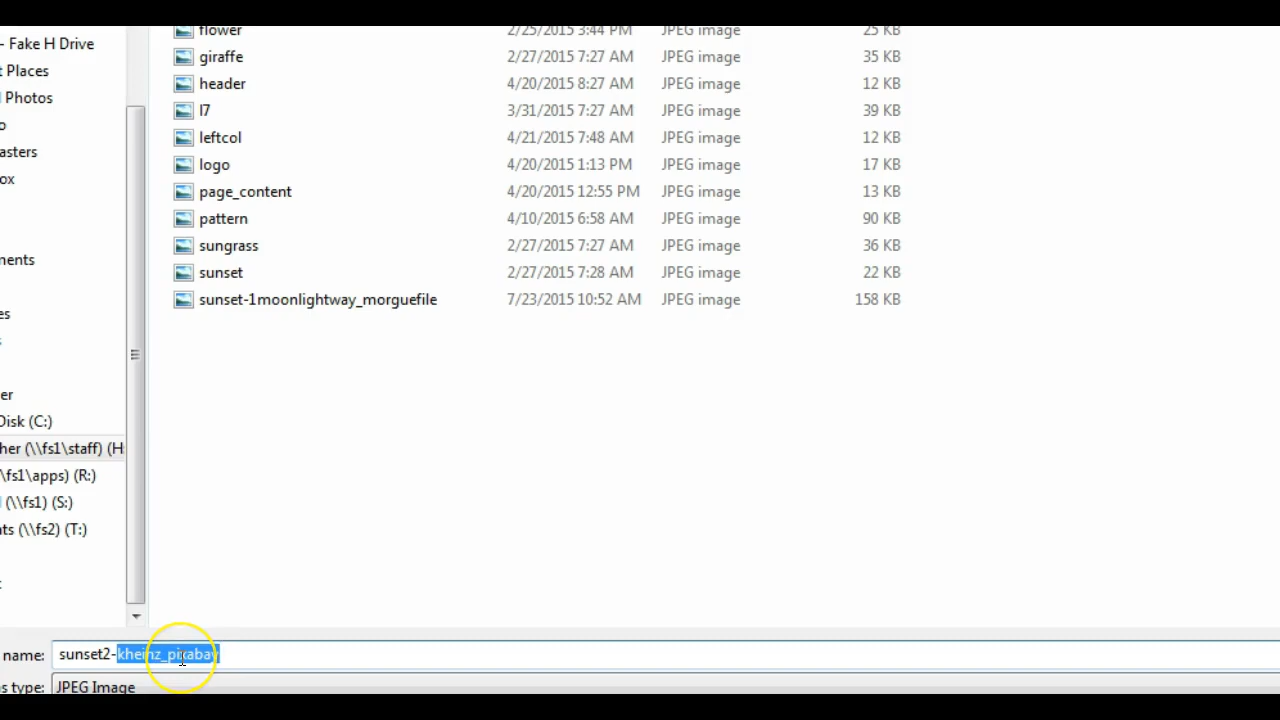 flower 2/25/2015 3:44 PM JPEG image 25 KB
- Fake H Drive
giraffe 2/27/2015 7:27 AM JPEG image 35 KB
t Places
header 4/20/2015 8:27 AM JPEG image 12 KB
Photos
l7 3/31/2015 7:27 AM JPEG image 39 KB
o
leftcol 4/21/2015 7:48 AM JPEG image 12 KB
asters
logo 4/20/2015 1:13 PM JPEG image 17 KB
ox
page_content 4/20/2015 12:55 PM JPEG image 13 KB
pattern 4/10/2015 6:58 AM JPEG image 90 KB
sungrass 2/27/2015 7:27 AM JPEG image 36 KB
nents
sunset 2/27/2015 7:28 AM JPEG image 22 KB
sunset-1moonlightway_morguefile 7/23/2015 10:52 AM JPEG image 158 KB
es
s
er
Disk (C:)
her (\\fs1\staff) (H:
\fs1\apps) (R:)
(\\fs1) (S:)
nts (\\fs2) (T:)
t
name: sunset2-kheinz_pixabay
s type: JPEG Image